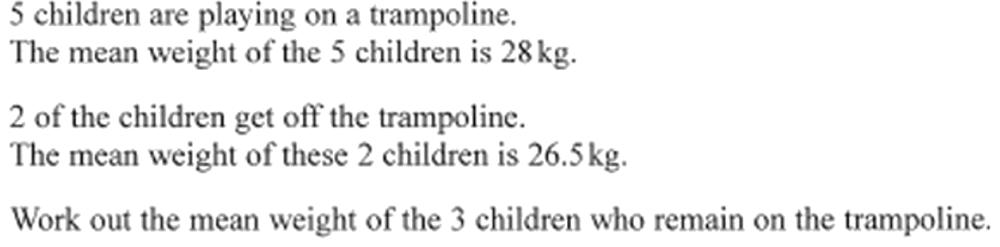 5 children are playing on a trampoline.
The mean weight of the 5 children is 28 kg.
2 of the children get off the trampoline.
The mean weight of these 2 children is 26.5 kg.
Work out the mean weight of the 3 children who remain on the trampoline.